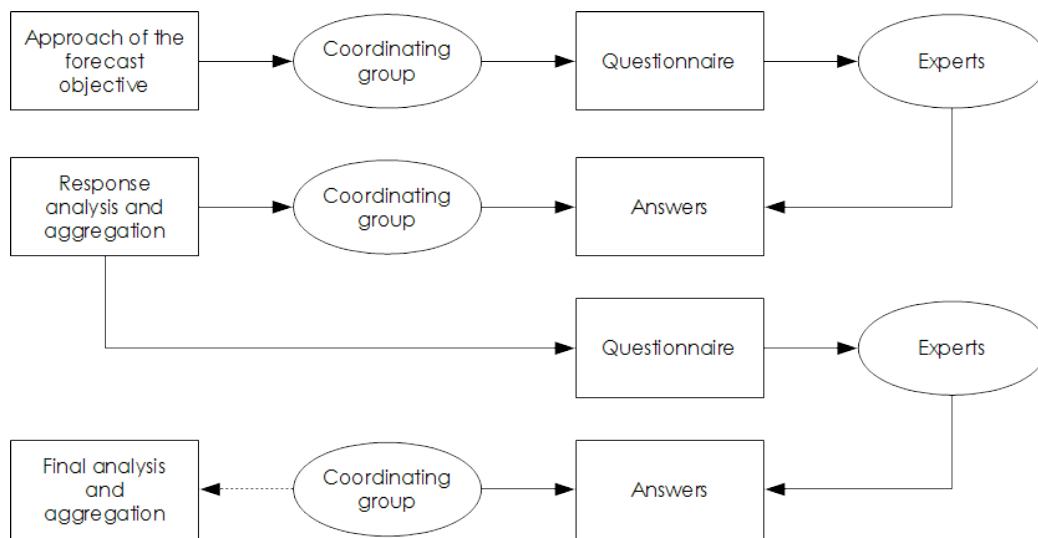 Approach of the
forecast
objective
Coordinating
group
Questionnaire
Experts
Response
analysis and
aggregation
Coordinating
group
Answers
Questionnaire
Experts
Final analysis
and
aggregation
Coordinating
group
Answers